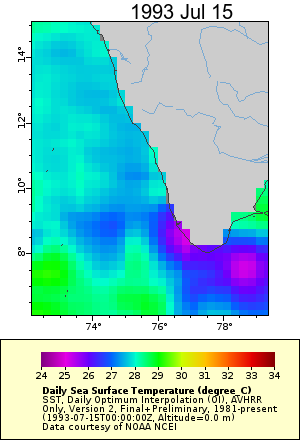 1993 Jul 15
14°
12°
10°
8°
74° 76° 78°
24 25 26 27 28 29 30 31 32 33 34
Daily Sea Surface Temperature (degree_C)
SST, Daily Optimum Interpolation (OI), AVHRR
Only, Version 2, Final+Preliminary, 1981-present
(1993-07-15T00:00:00Z, Altitude=0.0 m)
Data courtesy of NOAA NCEI